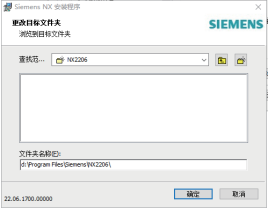 Siemens NX 安装程序
更改目标文件夹
浏览到目标文件夹
SIEMENS
查找范... NX2206
文件夹名称(F):
d:\Program Files\Siemens\NX2206\
22.06.1700.00000
确定 取消